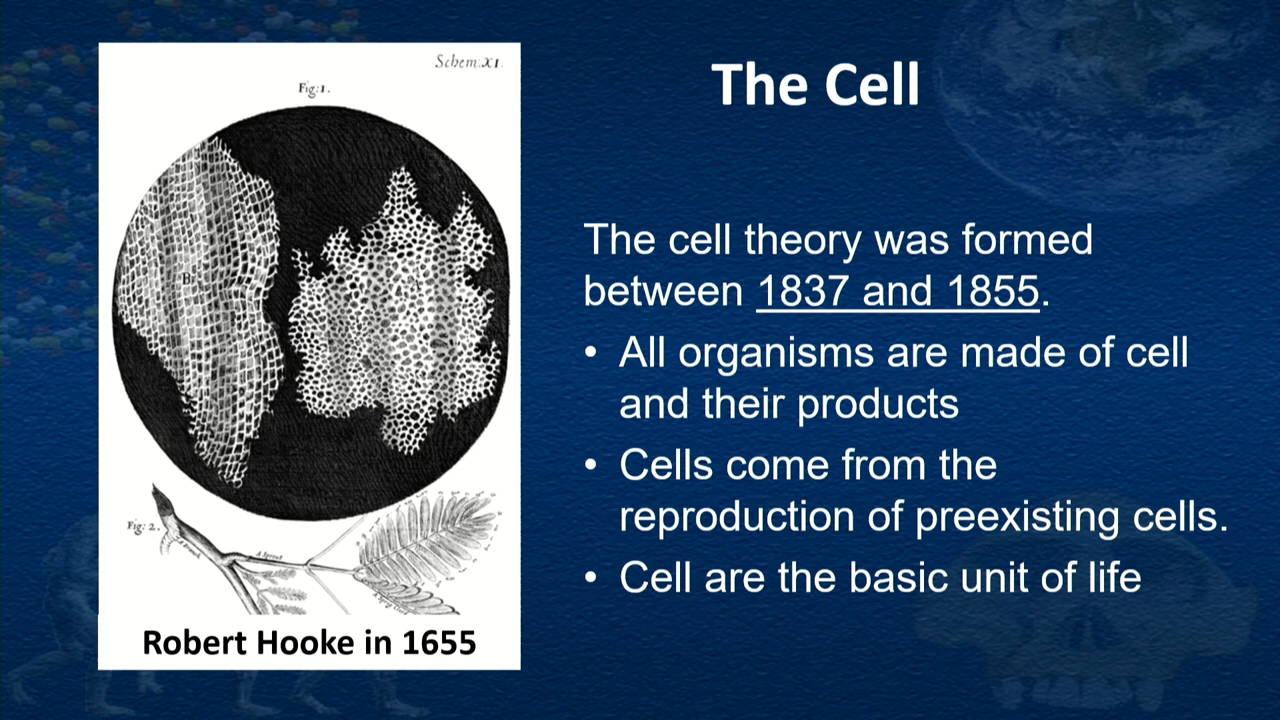 Schem:XI.
Fig:1.
The Cell
The cell theory was formed
between 1837 and 1855.
• All organisms are made of cell
and their products
• Cells come from the
reproduction of preexisting cells.
• Cell are the basic unit of life
Fig: 2.
A Sprout
Robert Hooke in 1655